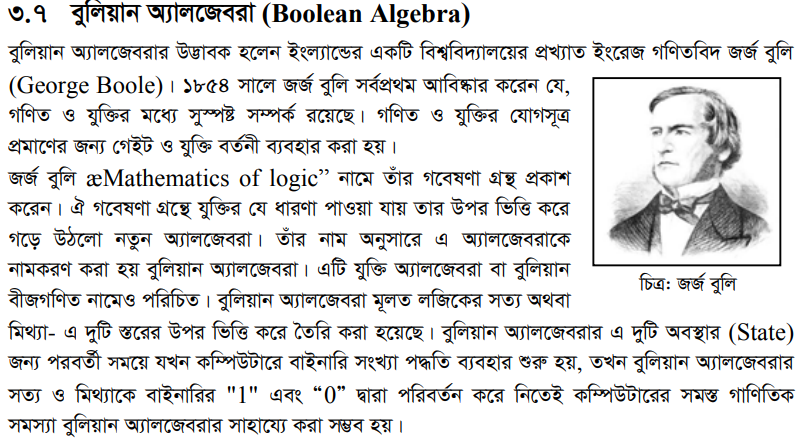 ৩.৭ বুলিয়ান অ্যালজেবরা (Boolean Algebra)
বুলিয়ান অ্যালজেবরার উদ্ভাবক হলেন ইংল্যান্ডের একটি বিশ্ববিদ্যালয়ের প্রখ্যাত ইংরেজ গণিতবিদ জর্জ বুলি
(George Boole)। ১৮৫৪ সালে জর্জ বুলি সর্বপ্রথম আবিষ্কার করেন যে,
গণিত ও যুক্তির মধ্যে সুস্পষ্ট সম্পর্ক রয়েছে। গণিত ও যুক্তির যোগসূত্র
প্রমাণের জন্য গেইট ও যুক্তি বর্তনী ব্যবহার করা হয়।
জর্জ বুলি æMathematics of logic” নামে তাঁর গবেষণা গ্রন্থ প্রকাশ
করেন। ঐ গবেষণা গ্রন্থে যুক্তির যে ধারণা পাওয়া যায় তার উপর ভিত্তি করে
গড়ে উঠলো নতুন অ্যালজেবরা। তাঁর নাম অনুসারে এ অ্যালজেবরাকে
নামকরণ করা হয় বুলিয়ান অ্যালজেবরা। এটি যুক্তি অ্যালজেবরা বা বুলিয়ান
বীজগণিত নামেও পরিচিত। বুলিয়ান অ্যালজেবরা মূলত লজিকের সত্য অথবা
চিত্র: জর্জ বুলি
মিথ্যা- এ দুটি স্তরের উপর ভিত্তি করে তৈরি করা হয়েছে। বুলিয়ান অ্যালজেবরার এ দুটি অবস্থার (State)
জন্য পরবর্তী সময়ে যখন কম্পিউটারে বাইনারি সংখ্যা পদ্ধতি ব্যবহার শুরু হয়, তখন বুলিয়ান অ্যালজেবরার
সত্য ও মিথ্যাকে বাইনারির "1" এবং “0” দ্বারা পরিবর্তন করে নিতেই কম্পিউটারের সমস্ত গাণিতিক
সমস্যা বুলিয়ান অ্যালজেবরার সাহায্যে করা সম্ভব হয়।